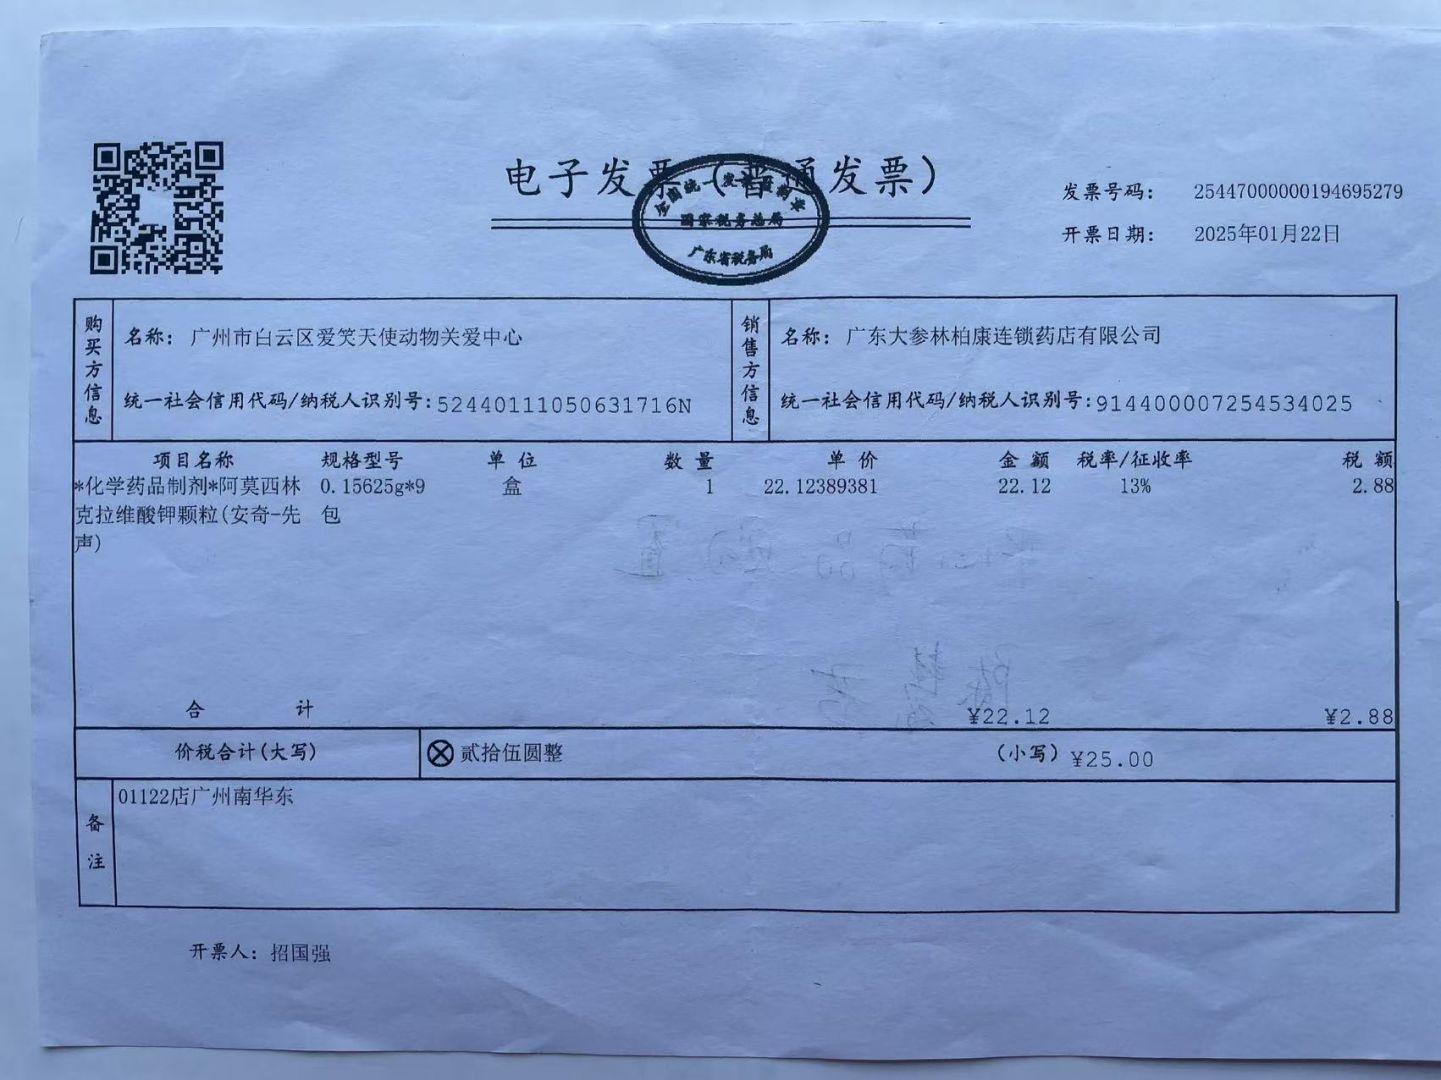 电子发票（普通发票）
全国统一发票监制章
国家税务总局
广东省税务局
发票号码： 25447000000194695279
开票日期： 2025年01月22日
购买方信息
名称： 广州市白云区爱笑天使动物关爱中心
统一社会信用代码/纳税人识别号：52440111050631716N
销售方信息
名称： 广东大参林柏康连锁药店有限公司
统一社会信用代码/纳税人识别号：914400007254534025
项目名称 规格型号 单位 数量 单价 金额 税率/征收率 税额
*化学药品制剂*阿莫西林 0.15625g*9 盒 1 22.12389381 22.12 13% 2.88
克拉维酸钾颗粒(安奇-先 包
声)
合计 ¥22.12 ¥2.88
价税合计(大写) ⊗贰拾伍圆整 (小写) ¥25.00
备注
01122店广州南华东
开票人： 招国强